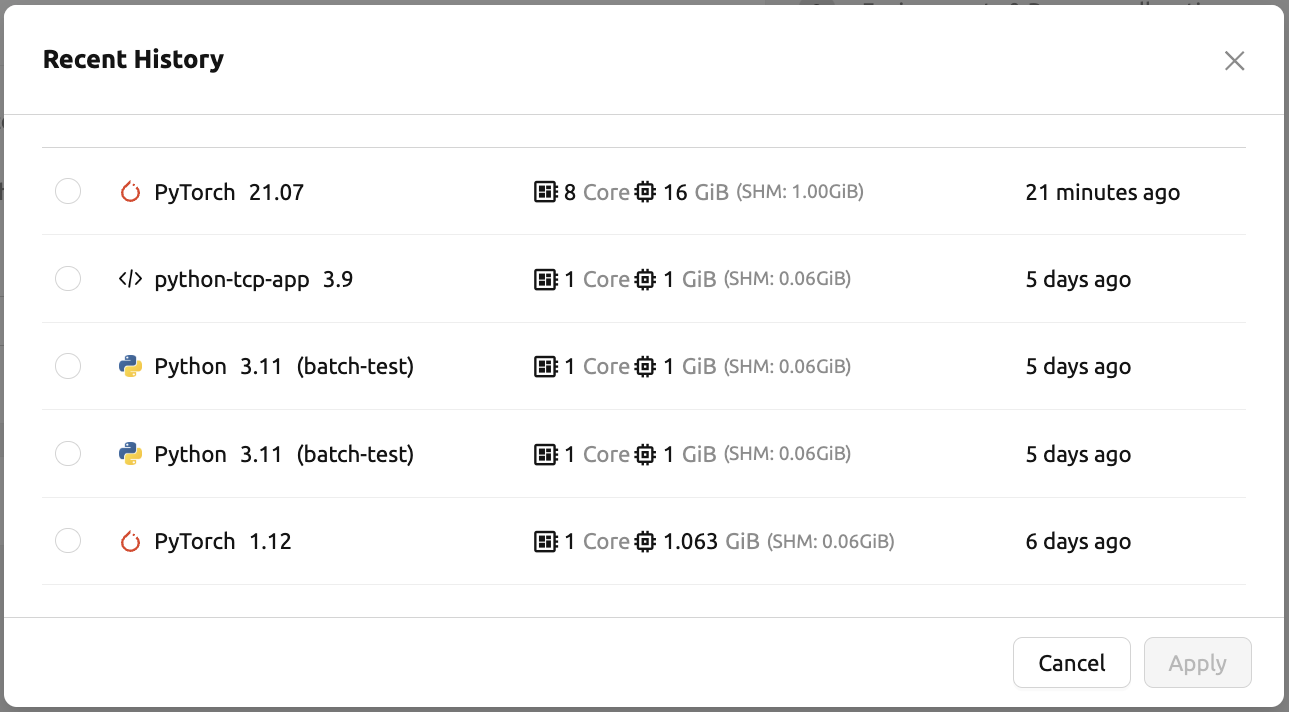 Recent History
PyTorch 21.07 8 Core 16 GiB (SHM: 1.00GiB) 21 minutes ago
python-tcp-app 3.9 1 Core 1 GiB (SHM: 0.06GiB) 5 days ago
Python 3.11 (batch-test) 1 Core 1 GiB (SHM: 0.06GiB) 5 days ago
Python 3.11 (batch-test) 1 Core 1 GiB (SHM: 0.06GiB) 5 days ago
PyTorch 1.12 1 Core 1.063 GiB (SHM: 0.06GiB) 6 days ago
Cancel Apply